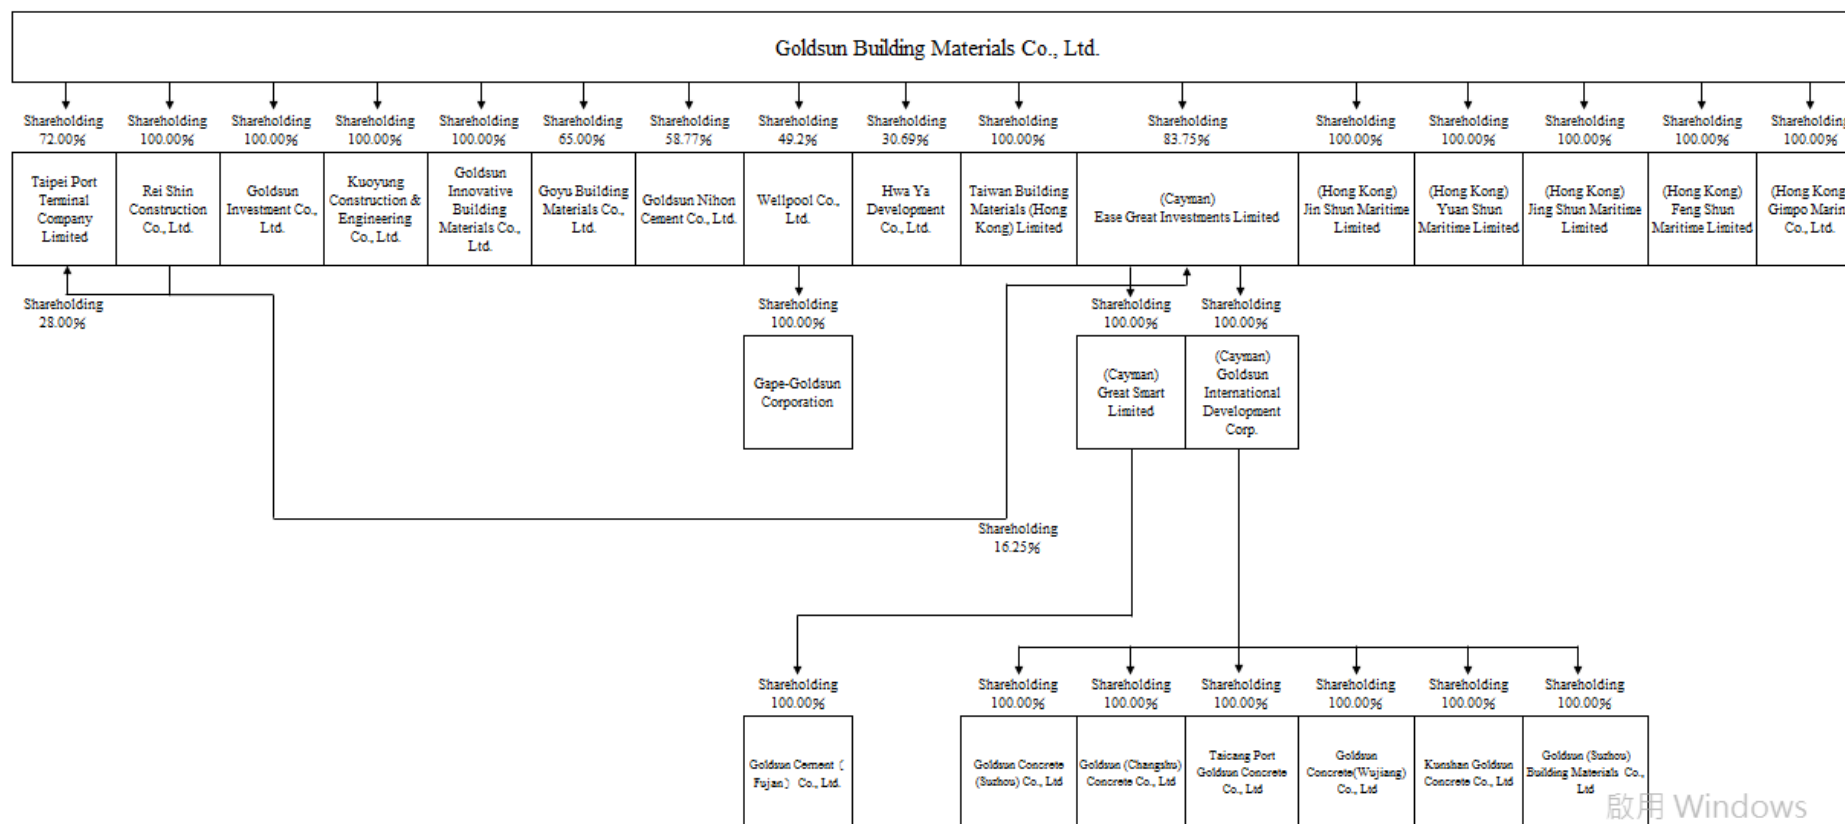 Goldsun Building Materials Co., Ltd.
Shareholding
72.00%
Shareholding
100.00%
Shareholding
100.00%
Shareholding
100.00%
Shareholding
100.00%
Shareholding
65.00%
Shareholding
58.77%
Shareholding
49.2%
Shareholding
30.69%
Shareholding
100.00%
Shareholding
83.75%
Shareholding
100.00%
Shareholding
100.00%
Shareholding
100.00%
Shareholding
100.00%
Shareholding
100.00%
Taipei Port
Terminal
Company
Limited
Rei Shin
Construction
Co., Ltd.
Goldsun
Investment Co.,
Ltd.
Kuoyung
Construction &
Engineering
Co., Ltd.
Goldsun
Innovative
Building
Materials Co.,
Ltd.
Goyu Building
Materials Co.,
Ltd.
Goldsun Nihon
Cement Co., Ltd.
Wellpool Co.,
Ltd.
Hwa Ya
Development
Co., Ltd.
Taiwan Building
Materials (Hong
Kong) Limited
(Cayman)
Ease Great Investments Limited
(Hong Kong)
Jin Shun Maritime
Limited
(Hong Kong)
Yuan Shun
Maritime Limited
(Hong Kong)
Jing Shun Maritime
Limited
(Hong Kong)
Feng Shun
Maritime Limited
(Hong Kong
Gimpo Marin
Co., Ltd.
Shareholding
28.00%
Shareholding
100.00%
Shareholding
100.00%
Shareholding
100.00%
Gape-Goldsun
Corporation
(Cayman)
Great Smart
Limited
(Cayman)
Goldsun
International
Development
Corp.
Shareholding
16.25%
Shareholding
100.00%
Shareholding
100.00%
Shareholding
100.00%
Shareholding
100.00%
Shareholding
100.00%
Shareholding
100.00%
Shareholding
100.00%
Goldsun Cement（
Fujian） Co., Ltd.
Goldsun Concrete
(Suzhou) Co., Ltd
Goldsun (Changshu)
Concrete Co., Ltd
Taicang Port
Goldsun Concrete
Co., Ltd
Goldsun
Concrete(Wujiang)
Co., Ltd
Kunshan Goldsun
Concrete Co., Ltd
Goldsun (Suzhou)
Building Materials Co.,
Ltd
啟用 Windows